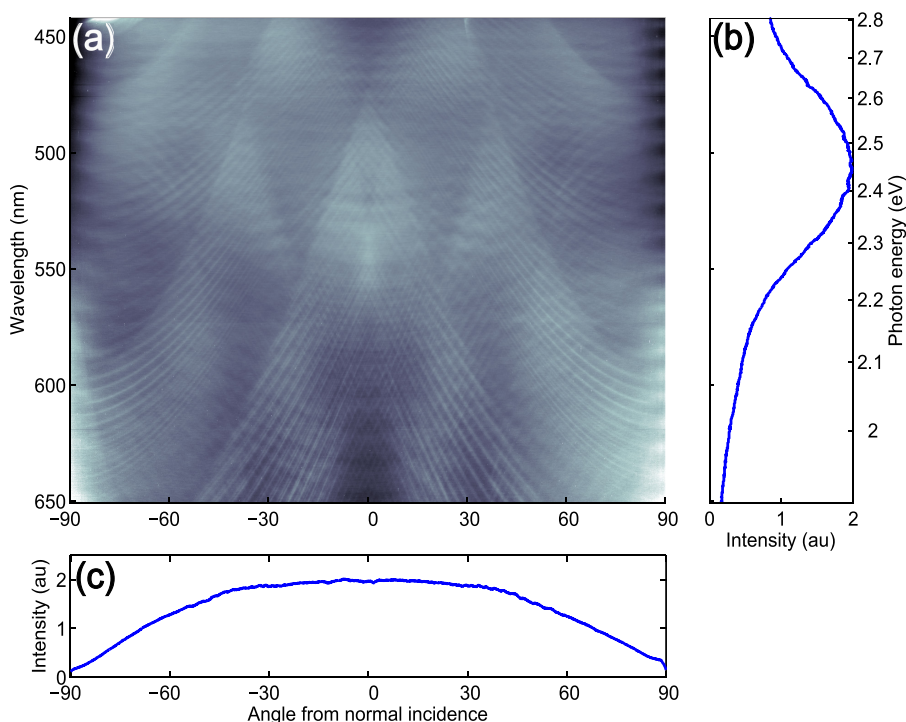 (a)
450
500
550
600
650
Wavelength (nm)
−90 −60 −30 0 30 60 90
(b)
2.8
2.7
2.6
2.5
2.4
2.3
2.2
2.1
2
Photon energy (eV)
0 1 2
Intensity (au)
(c)
2
1
0
Intensity (au)
−90 −60 −30 0 30 60 90
Angle from normal incidence